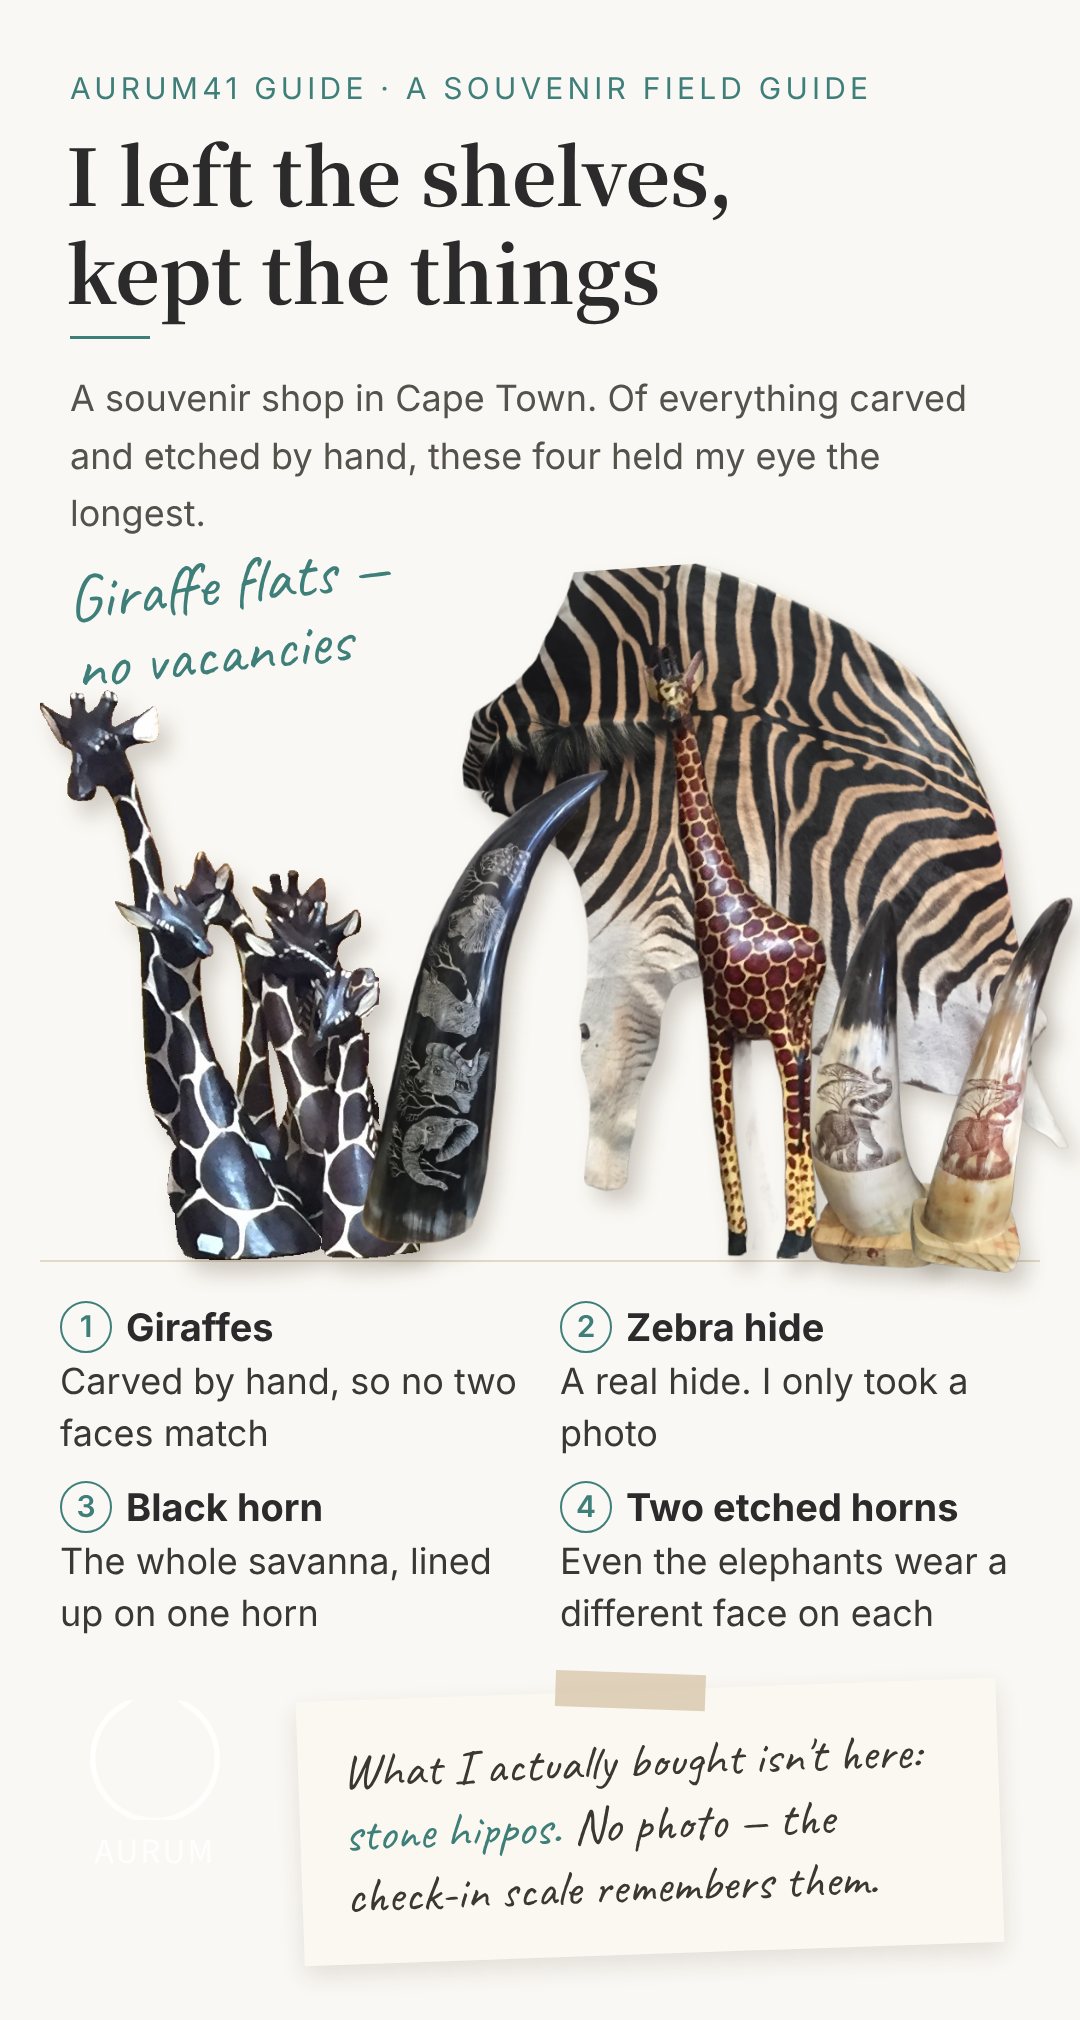 AURUM41 GUIDE · A SOUVENIR FIELD GUIDE
I left the shelves,
kept the things
A souvenir shop in Cape Town. Of everything carved
and etched by hand, these four held my eye the
longest.
Giraffe flats –
no vacancies
1 Giraffes
Carved by hand, so no two
faces match
2 Zebra hide
A real hide. I only took a
photo
3 Black horn
The whole savanna, lined
up on one horn
4 Two etched horns
Even the elephants wear a
different face on each
AURUM
What I actually bought isn't here:
stone hippos. No photo – the
check-in scale remembers them.